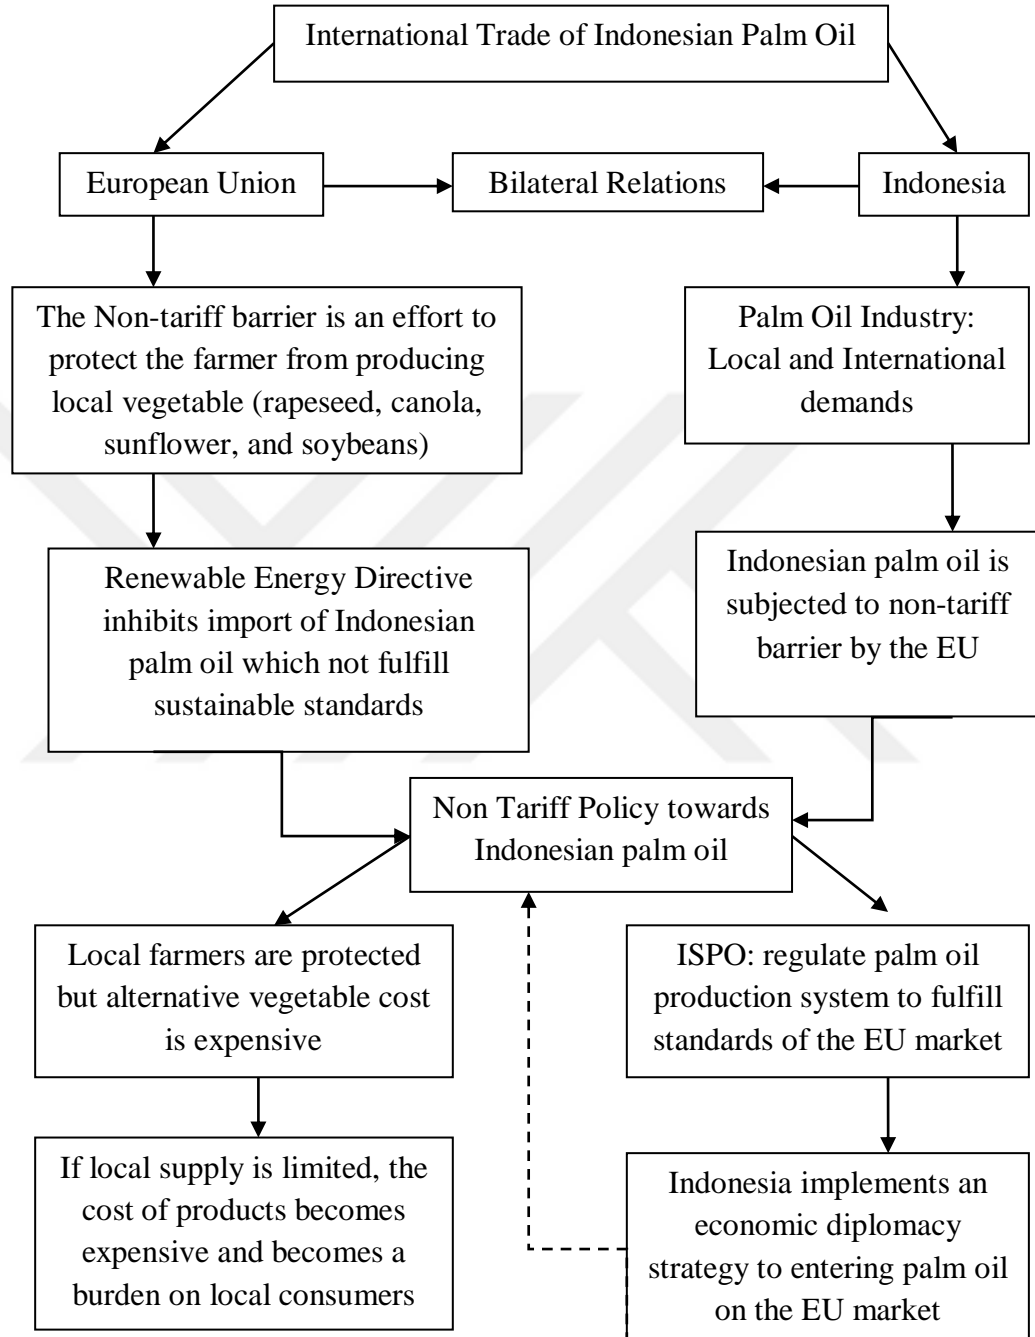 International Trade of Indonesian Palm Oil
European Union
Bilateral Relations
Indonesia
The Non-tariff barrier is an effort to
protect the farmer from producing
local vegetable (rapeseed, canola,
sunflower, and soybeans)
Palm Oil Industry:
Local and International
demands
Renewable Energy Directive
inhibits import of Indonesian
palm oil which not fulfill
sustainable standards
Indonesian palm oil is
subjected to non-tariff
barrier by the EU
Non Tariff Policy towards
Indonesian palm oil
Local farmers are protected
but alternative vegetable cost
is expensive
ISPO: regulate palm oil
production system to fulfill
standards of the EU market
If local supply is limited, the
cost of products becomes
expensive and becomes a
burden on local consumers
Indonesia implements an
economic diplomacy
strategy to entering palm oil
on the EU market